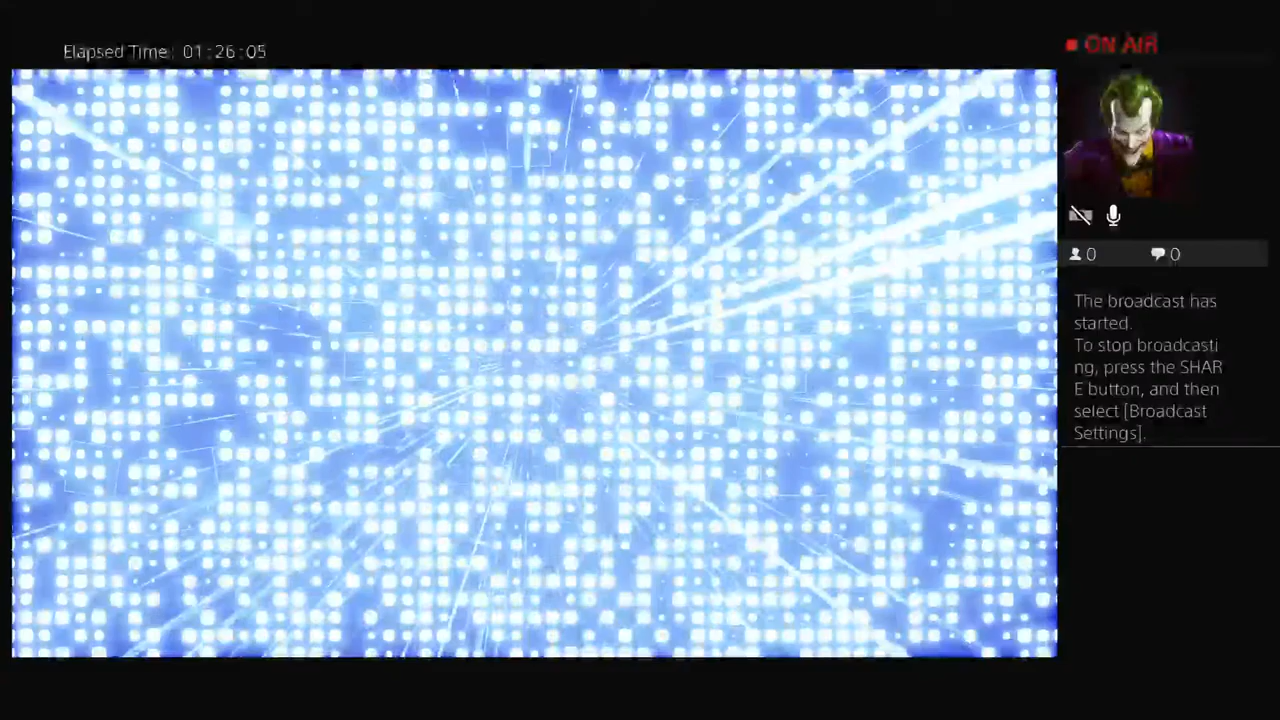 Elapsed Time: 01:26:05
ON AIR
0 0
The broadcast has
started.
To stop broadcasti
ng, press the SHAR
E button, and then
select [Broadcast
Settings].